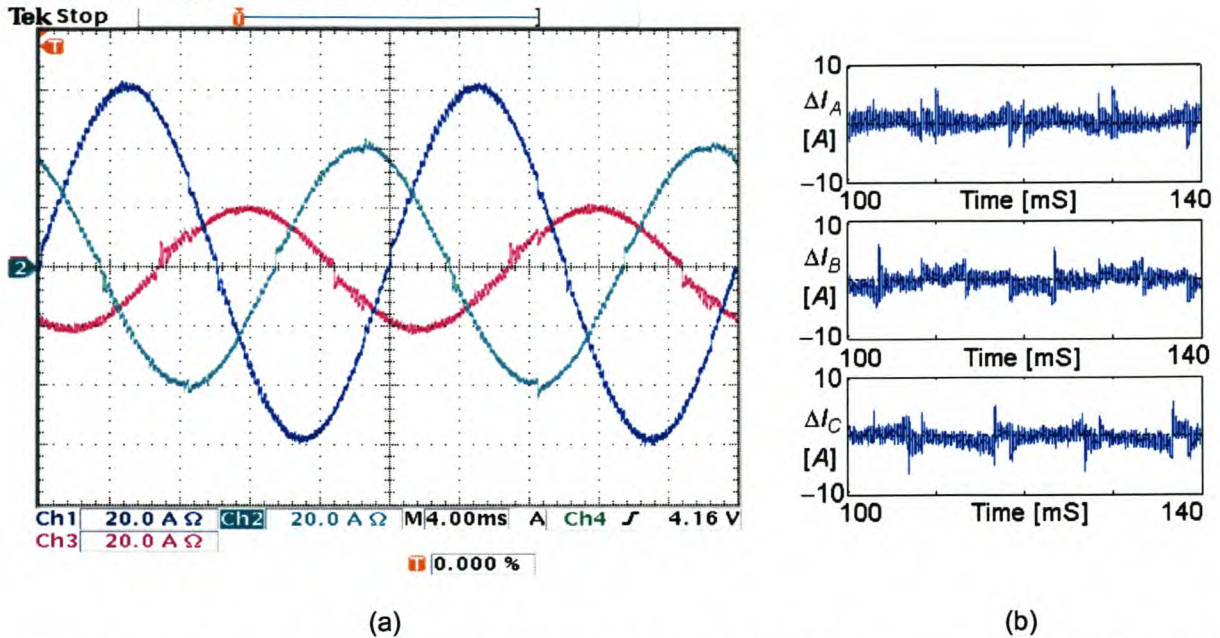 Tek Stop
T
T
2
Ch1 20.0 A Ω Ch2 20.0 A Ω M 4.00ms A Ch4 ∫ 4.16 V
Ch3 20.0 A Ω
T 0.000 %
(a)
10
ΔI_A
[A]
−10
100 Time [mS] 140
10
ΔI_B
[A]
−10
100 Time [mS] 140
10
ΔI_C
[A]
−10
100 Time [mS] 140
(b)